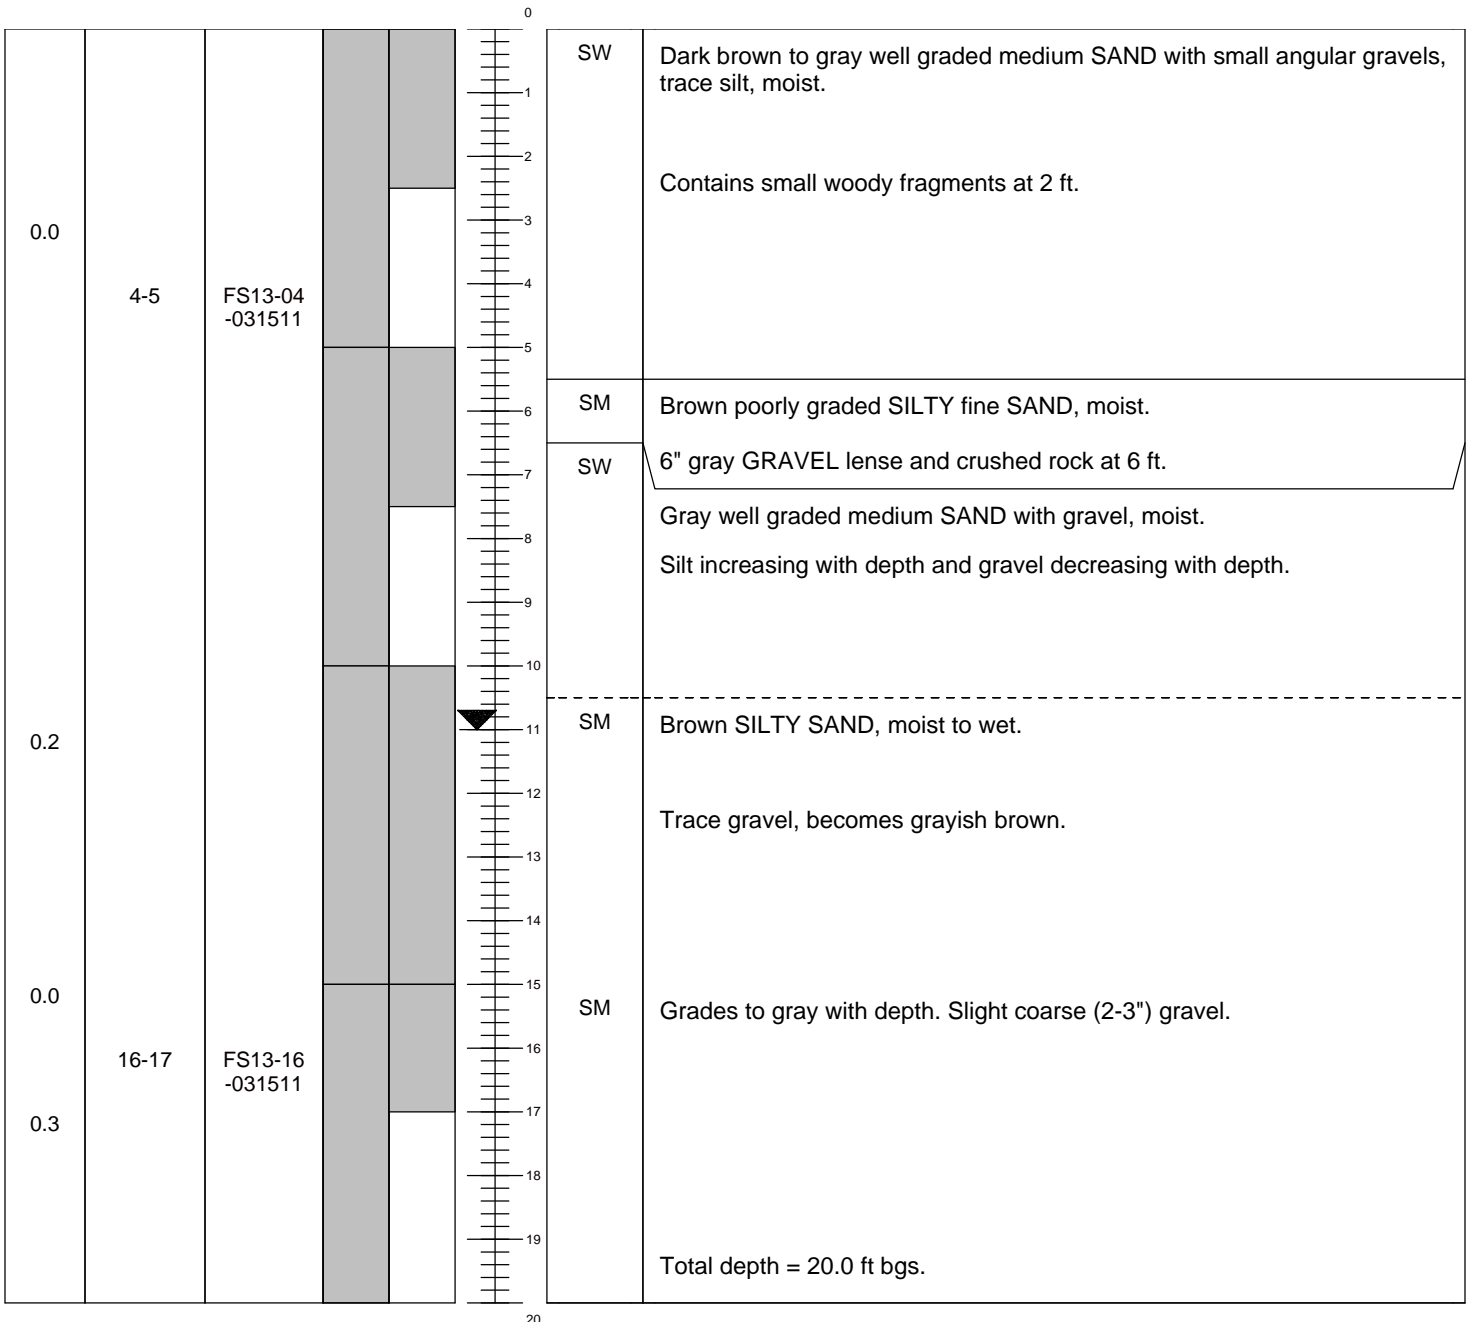 0
SW
Dark brown to gray well graded medium SAND with small angular gravels,
trace silt, moist.
1
2
Contains small woody fragments at 2 ft.
3
0.0
4
4-5
FS13-04
-031511
5
SM
Brown poorly graded SILTY fine SAND, moist.
6
SW
6" gray GRAVEL lense and crushed rock at 6 ft.
7
Gray well graded medium SAND with gravel, moist.
8
Silt increasing with depth and gravel decreasing with depth.
9
10
SM
Brown SILTY SAND, moist to wet.
11
0.2
12
Trace gravel, becomes grayish brown.
13
14
15
0.0
SM
Grades to gray with depth. Slight coarse (2-3") gravel.
16
16-17
FS13-16
-031511
17
0.3
18
19
Total depth = 20.0 ft bgs.
20